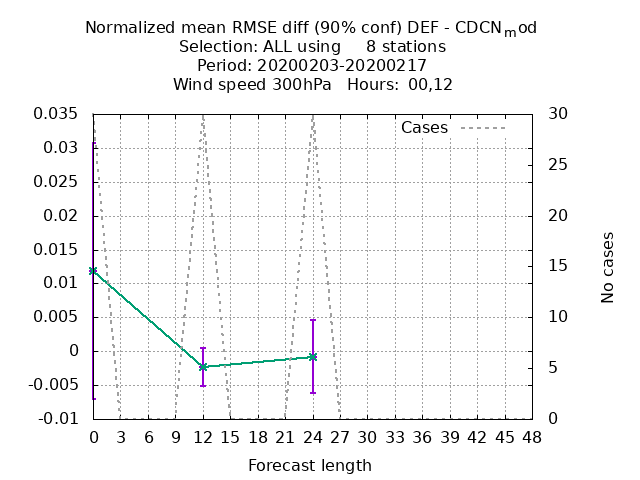 Normalized mean RMSE diff (90% conf) DEF - CDCNmod
Selection: ALL using 8 stations
Period: 20200203-20200217
Wind speed 300hPa Hours: 00,12
Cases
0.035
0.03
0.025
0.02
0.015
0.01
0.005
0
-0.005
-0.01
30
25
20
15
10
5
0
No cases
0 3 6 9 12 15 18 21 24 27 30 33 36 39 42 45 48
Forecast length